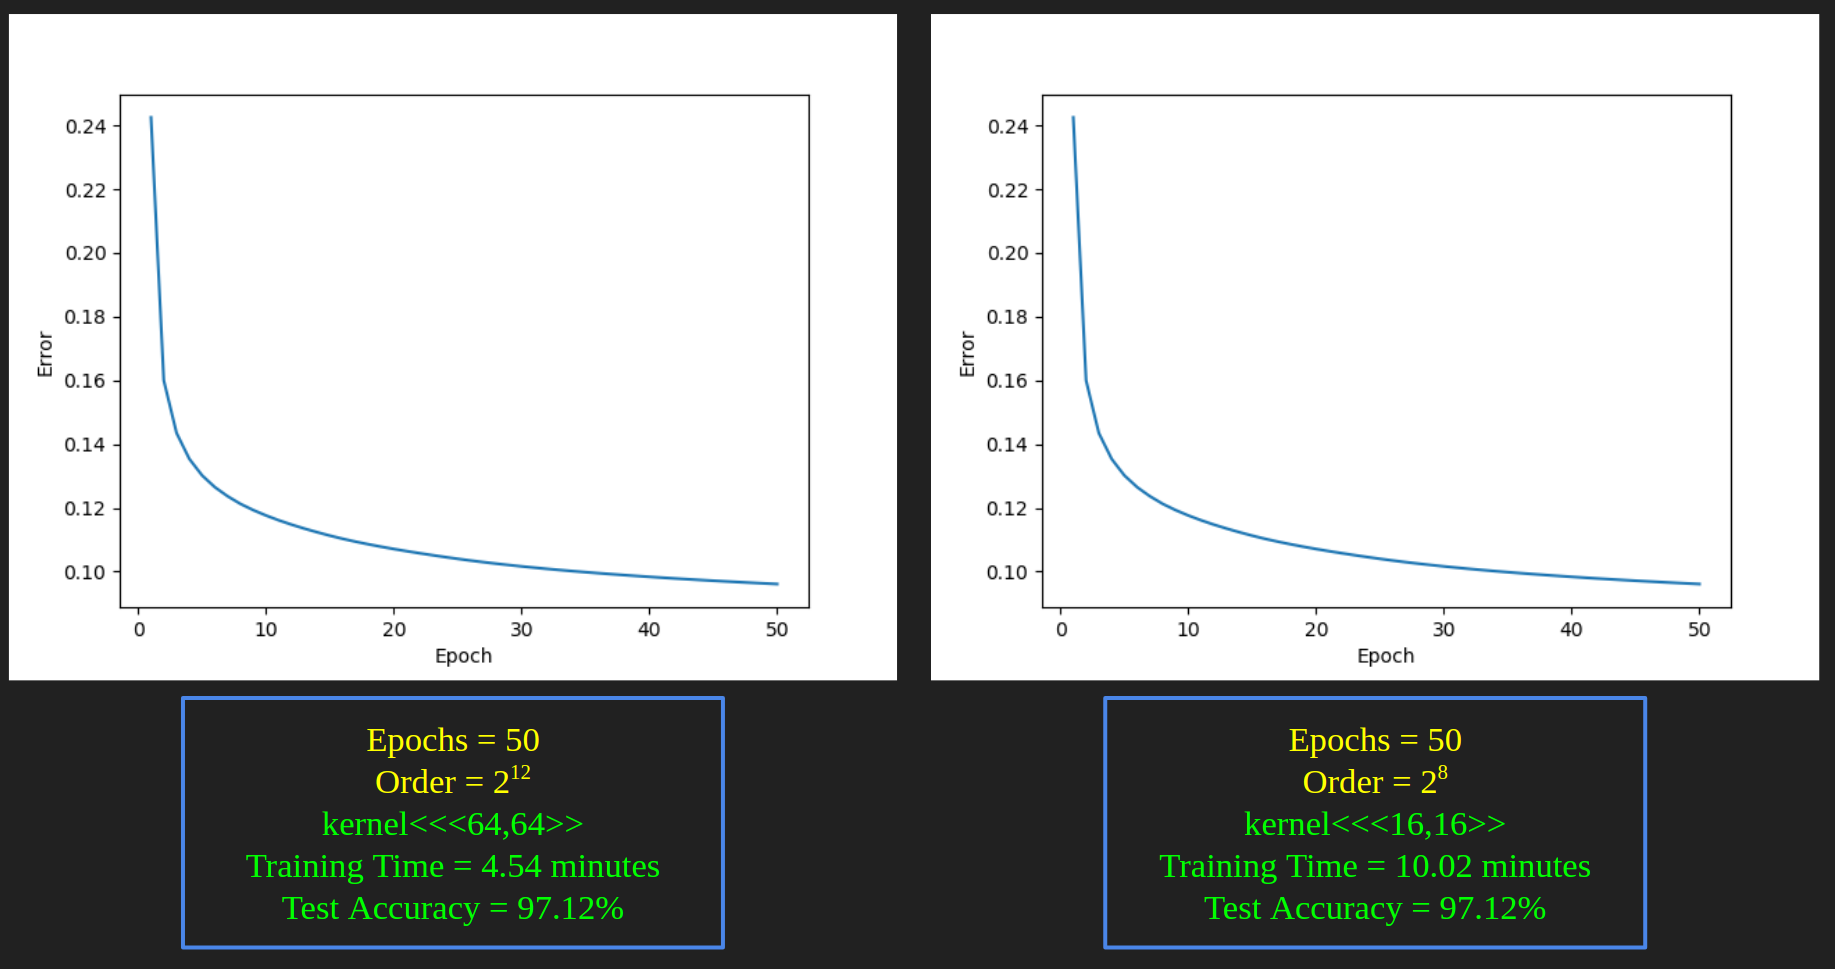 0.24
0.22
0.20
0.18
0.16
0.14
0.12
0.10
Error
0 10 20 30 40 50
Epoch
Epochs = 50
Order = 2¹²
kernel<<<64,64>>
Training Time = 4.54 minutes
Test Accuracy = 97.12%
0.24
0.22
0.20
0.18
0.16
0.14
0.12
0.10
Error
0 10 20 30 40 50
Epoch
Epochs = 50
Order = 2⁸
kernel<<<16,16>>
Training Time = 10.02 minutes
Test Accuracy = 97.12%